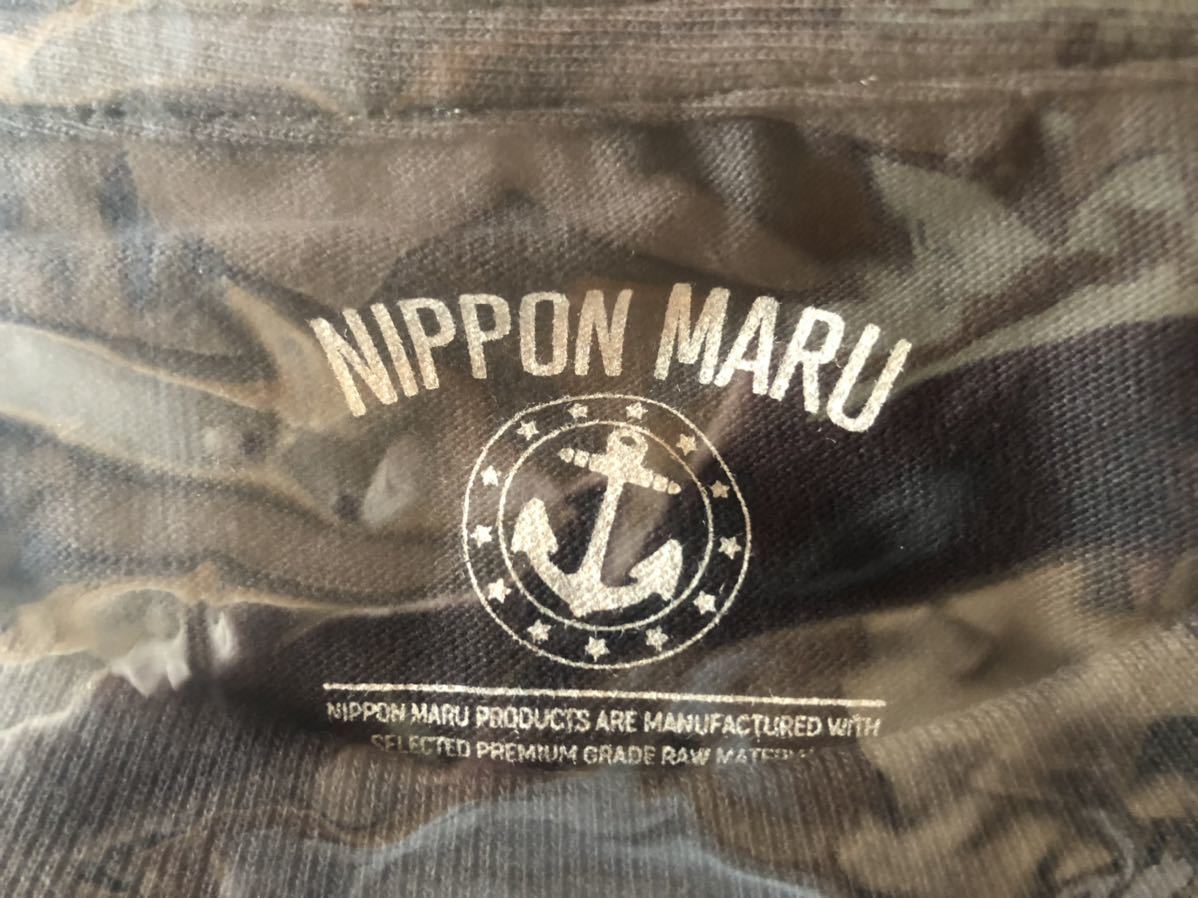 NIPPON MARU
NIPPON MARU PRODUCTS ARE MANUFACTURED WITH
SELECTED PREMIUM GRADE RAW